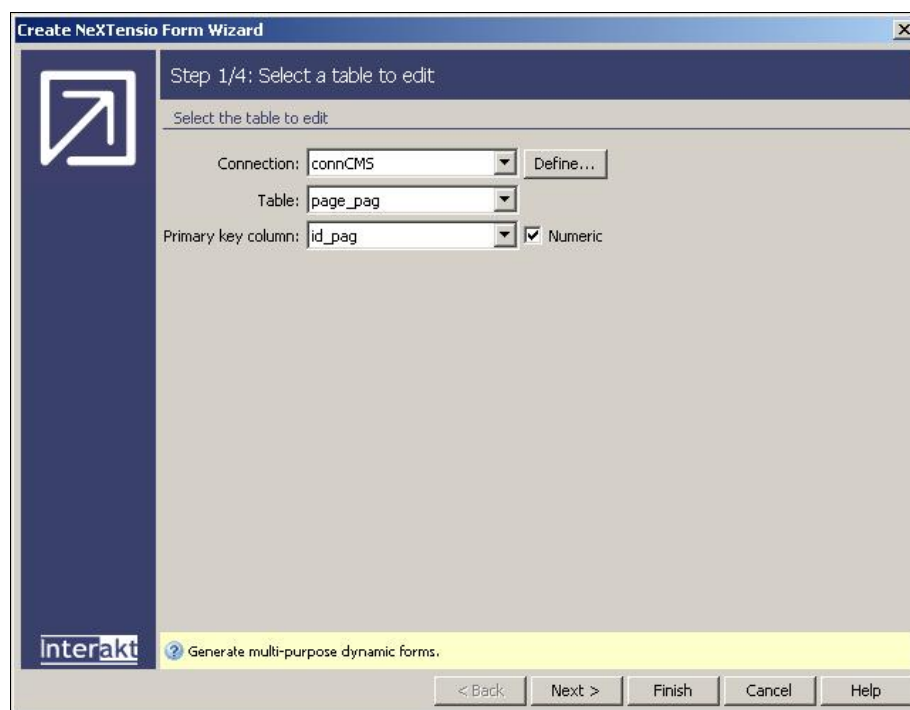 Create NeXTensio Form Wizard
Step 1/4: Select a table to edit
Select the table to edit
Connection: connCMS Define...
Table: page_pag
Primary key column: id_pag Numeric
Interakt
Generate multi-purpose dynamic forms.
< Back Next > Finish Cancel Help